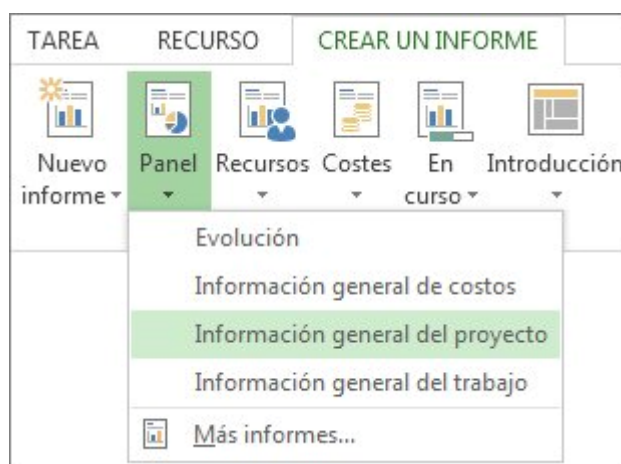 TAREA RECURSO CREAR UN INFORME
Nuevo informe
Panel
Recursos
Costes
En curso
Introducción
Evolución
Información general de costos
Información general del proyecto
Información general del trabajo
Más informes...